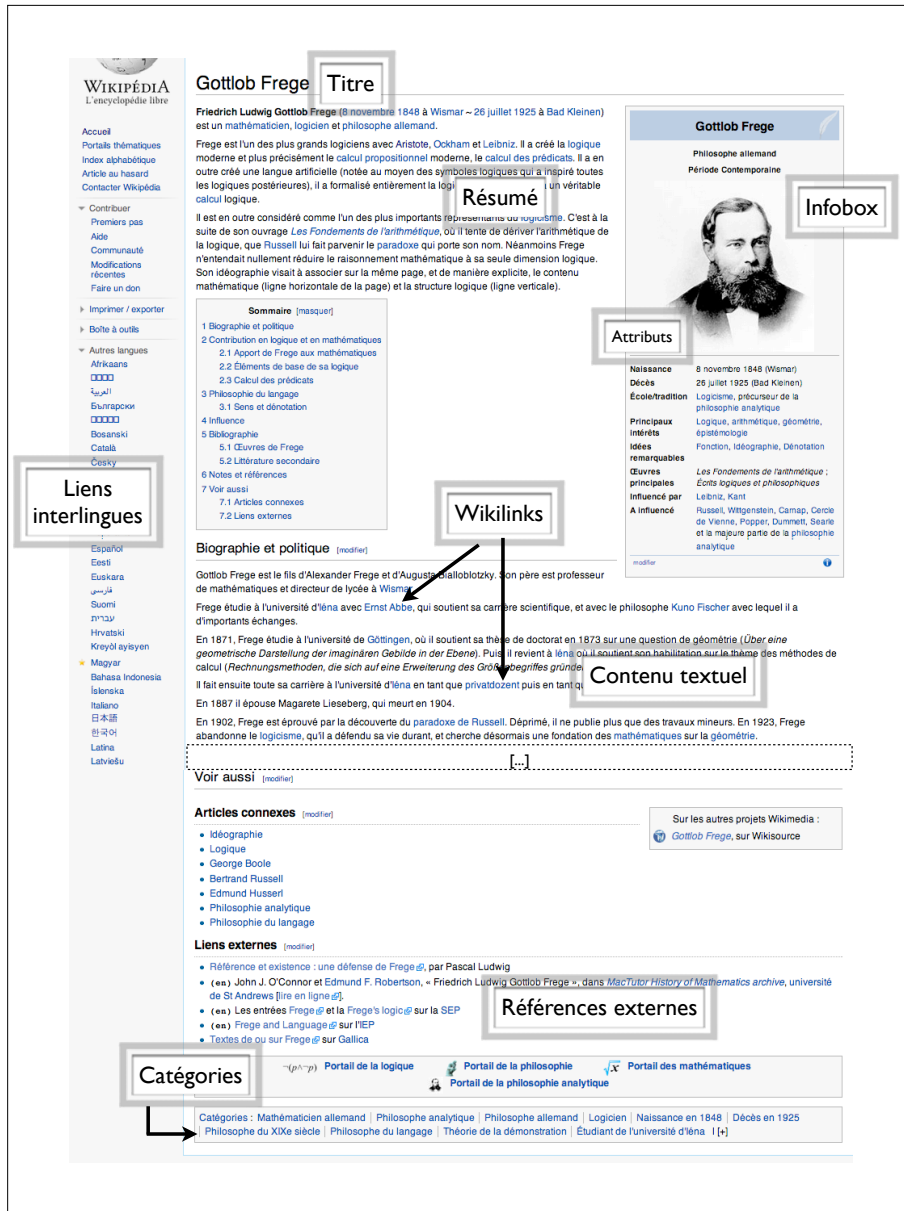 WIKIPÉDIA
L'encyclopédie libre
Accueil
Portails thématiques
Index alphabétique
Article au hasard
Contacter Wikipédia
Contribuer
Premiers pas
Aide
Communauté
Modifications
récentes
Faire un don
Imprimer / exporter
Boîte à outils
Autres langues
Afrikaans
العربية
Български
Bosanski
Català
Česky
Liens
interlingues
Español
Eesti
Euskara
فارسی
Suomi
עברית
Hrvatski
Kreyòl ayisyen
Magyar
Bahasa Indonesia
Íslenska
Italiano
日本語
한국어
Latina
Latviešu
Gottlob Frege
Titre
Friedrich Ludwig Gottlob Frege (8 novembre 1848 à Wismar ~ 26 juillet 1925 à Bad Kleinen)
est un mathématicien, logicien et philosophe allemand.
Frege est l'un des plus grands logiciens avec Aristote, Ockham et Leibniz. Il a créé la logique
moderne et plus précisément le calcul propositionnel moderne, le calcul des prédicats. Il a en
outre créé une langue artificielle (notée au moyen des symboles logiques qui a inspiré toutes
les logiques postérieures), il a formalisé entièrement la logi un véritable
calcul logique.
Résumé
Il est en outre considéré comme l'un des plus importants représentants du logicisme. C'est à la
suite de son ouvrage Les Fondements de l'arithmétique, où il tente de dériver l'arithmétique de
la logique, que Russell lui fait parvenir le paradoxe qui porte son nom. Néanmoins Frege
n'entendait nullement réduire le raisonnement mathématique à sa seule dimension logique.
Son idéographie visait à associer sur la même page, et de manière explicite, le contenu
mathématique (ligne horizontale de la page) et la structure logique (ligne verticale).
Sommaire [masquer]
1 Biographie et politique
2 Contribution en logique et en mathématiques
2.1 Apport de Frege aux mathématiques
2.2 Éléments de base de sa logique
2.3 Calcul des prédicats
3 Philosophie du langage
3.1 Sens et dénotation
4 Influence
5 Bibliographie
5.1 Œuvres de Frege
5.2 Littérature secondaire
6 Notes et références
7 Voir aussi
7.1 Articles connexes
7.2 Liens externes
Gottlob Frege
Philosophe allemand
Période Contemporaine
Infobox
Attributs
Naissance 8 novembre 1848 (Wismar)
Décès 26 juillet 1925 (Bad Kleinen)
École/tradition Logicisme, précurseur de la
philosophie analytique
Principaux Logique, arithmétique, géométrie,
intérêts épistémologie
Idées Fonction, Idéographie, Dénotation
remarquables
Œuvres Les Fondements de l'arithmétique ;
principales Écrits logiques et philosophiques
Influencé par Leibniz, Kant
A influencé Russell, Wittgenstein, Carnap, Cercle
de Vienne, Popper, Dummett, Searle
et la majeure partie de la philosophie
analytique
modifier
Wikilinks
Biographie et politique [modifier]
Gottlob Frege est le fils d'Alexander Frege et d'Augusta Bialloblotzky. Son père est professeur
de mathématiques et directeur de lycée à Wismar
Frege étudie à l'université d'Iéna avec Ernst Abbe, qui soutient sa carrière scientifique, et avec le philosophe Kuno Fischer avec lequel il a
d'importants échanges.
En 1871, Frege étudie à l'université de Göttingen, où il soutient sa thèse de doctorat en 1873 sur une question de géométrie (Über eine
geometrische Darstellung der imaginären Gebilde in der Ebene). Puis, il revient à Iéna où il soutient son habilitation sur le thème des méthodes de
calcul (Rechnungsmethoden, die sich auf eine Erweiterung des Größenbegriffes gründe
Il fait ensuite toute sa carrière à l'université d'Iéna en tant que privatdozent puis en tant qu
Contenu textuel
En 1887 il épouse Magarete Lieseberg, qui meurt en 1904.
En 1902, Frege est éprouvé par la découverte du paradoxe de Russell. Déprimé, il ne publie plus que des travaux mineurs. En 1923, Frege
abandonne le logicisme, qu'il a défendu sa vie durant, et cherche désormais une fondation des mathématiques sur la géométrie.
[...]
Voir aussi [modifier]
Articles connexes [modifier]
Idéographie
Logique
George Boole
Bertrand Russell
Edmund Husserl
Philosophie analytique
Philosophie du langage
Sur les autres projets Wikimedia :
Gottlob Frege, sur Wikisource
Liens externes [modifier]
Référence et existence : une défense de Frege, par Pascal Ludwig
(en) John J. O'Connor et Edmund F. Robertson, « Friedrich Ludwig Gottlob Frege », dans MacTutor History of Mathematics archive, université
de St Andrews [lire en ligne].
(en) Les entrées Frege et la Frege's logic sur la SEP
(en) Frege and Language sur l'IEP
Textes de ou sur Frege sur Gallica
Références externes
Catégories
¬(p∧¬p) Portail de la logique Portail de la philosophie √x Portail des mathématiques
Portail de la philosophie analytique
Catégories : Mathématicien allemand | Philosophe analytique | Philosophe allemand | Logicien | Naissance en 1848 | Décès en 1925
| Philosophe du XIXe siècle | Philosophe du langage | Théorie de la démonstration | Étudiant de l'université d'Iéna | [+]